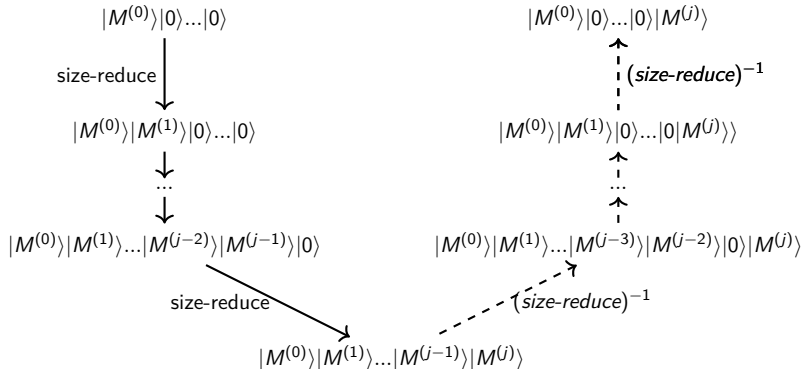 |M^{(0)}⟩|0⟩...|0⟩
size-reduce
|M^{(0)}⟩|M^{(1)}⟩|0⟩...|0⟩
...
|M^{(0)}⟩|M^{(1)}⟩...|M^{(j−2)}⟩|M^{(j−1)}⟩|0⟩
size-reduce
|M^{(0)}⟩|M^{(1)}⟩...|M^{(j−1)}⟩|M^{(j)}⟩
(size-reduce)^{−1}
|M^{(0)}⟩|M^{(1)}⟩...|M^{(j−3)}⟩|M^{(j−2)}⟩|0⟩|M^{(j)}⟩
...
|M^{(0)}⟩|M^{(1)}⟩|0⟩...|0|M^{(j)}⟩⟩
(size-reduce)^{−1}
|M^{(0)}⟩|0⟩...|0⟩|M^{(j)}⟩